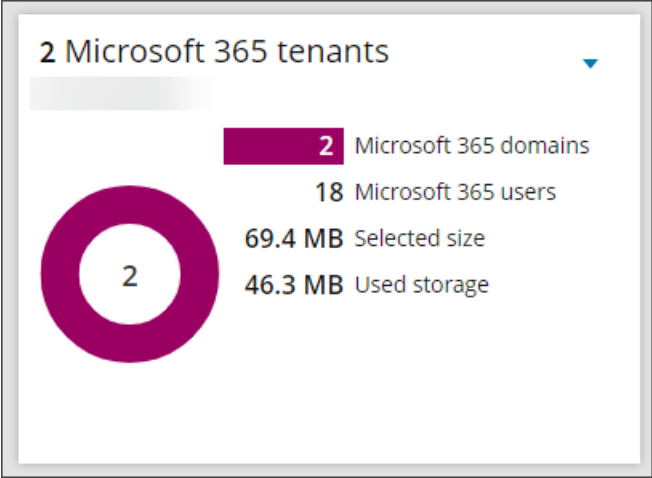 2 Microsoft 365 tenants
2 Microsoft 365 domains
18 Microsoft 365 users
69.4 MB Selected size
46.3 MB Used storage
2